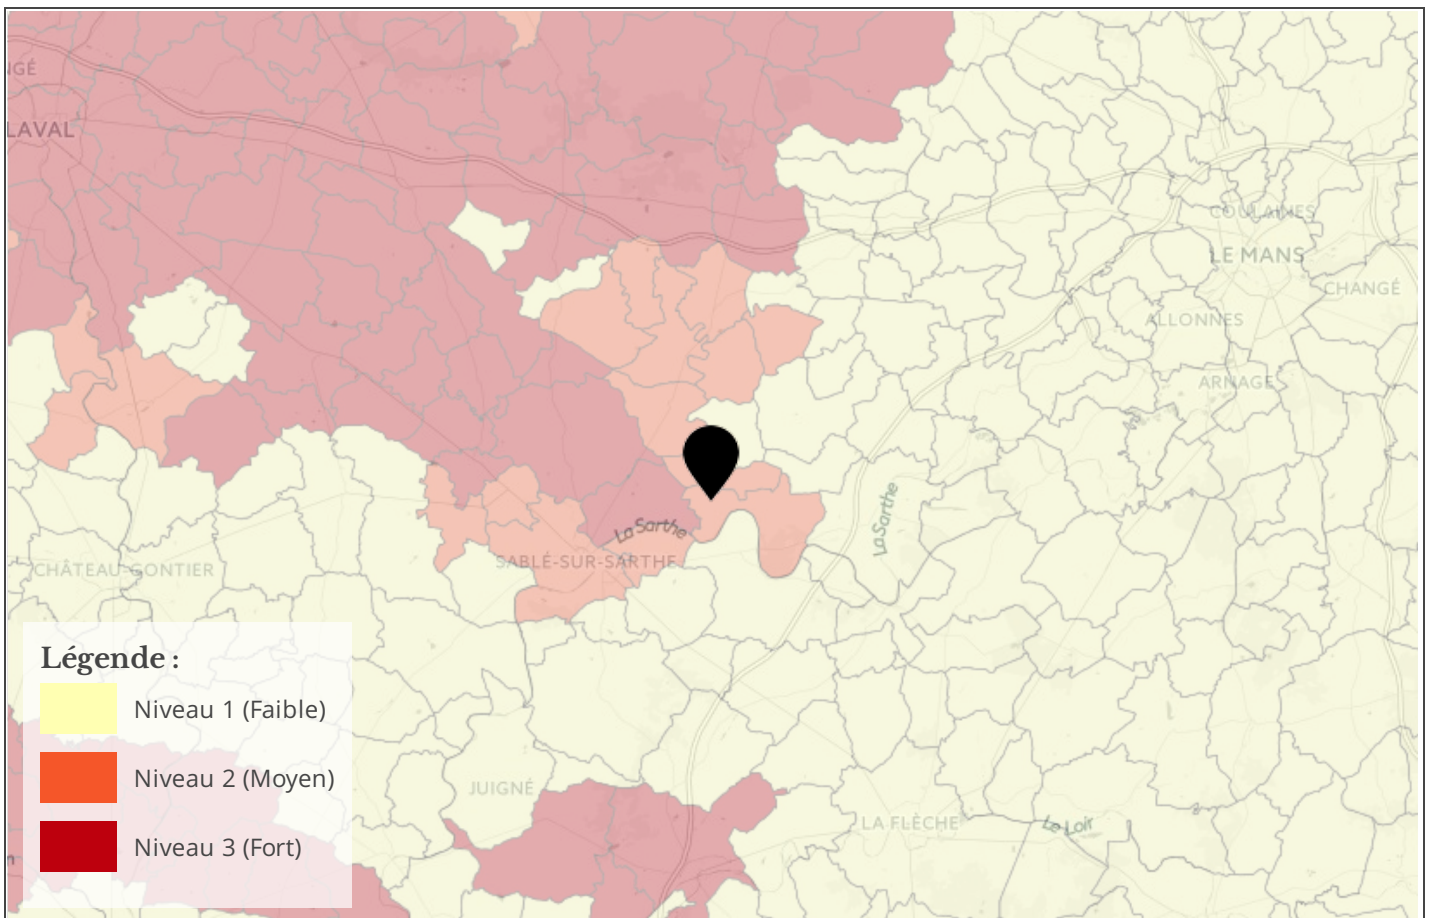 NGÉ
LAVAL
COULAINES
LE MANS
CHANGÉ
ALLONNES
ARNAGE
La Sarthe
La Sarthe
SABLÉ-SUR-SARTHE
CHÂTEAU-GONTIER
Légende :
Niveau 1 (Faible)
Niveau 2 (Moyen)
Niveau 3 (Fort)
JUIGNÉ
LA FLÈCHE
Le Loir